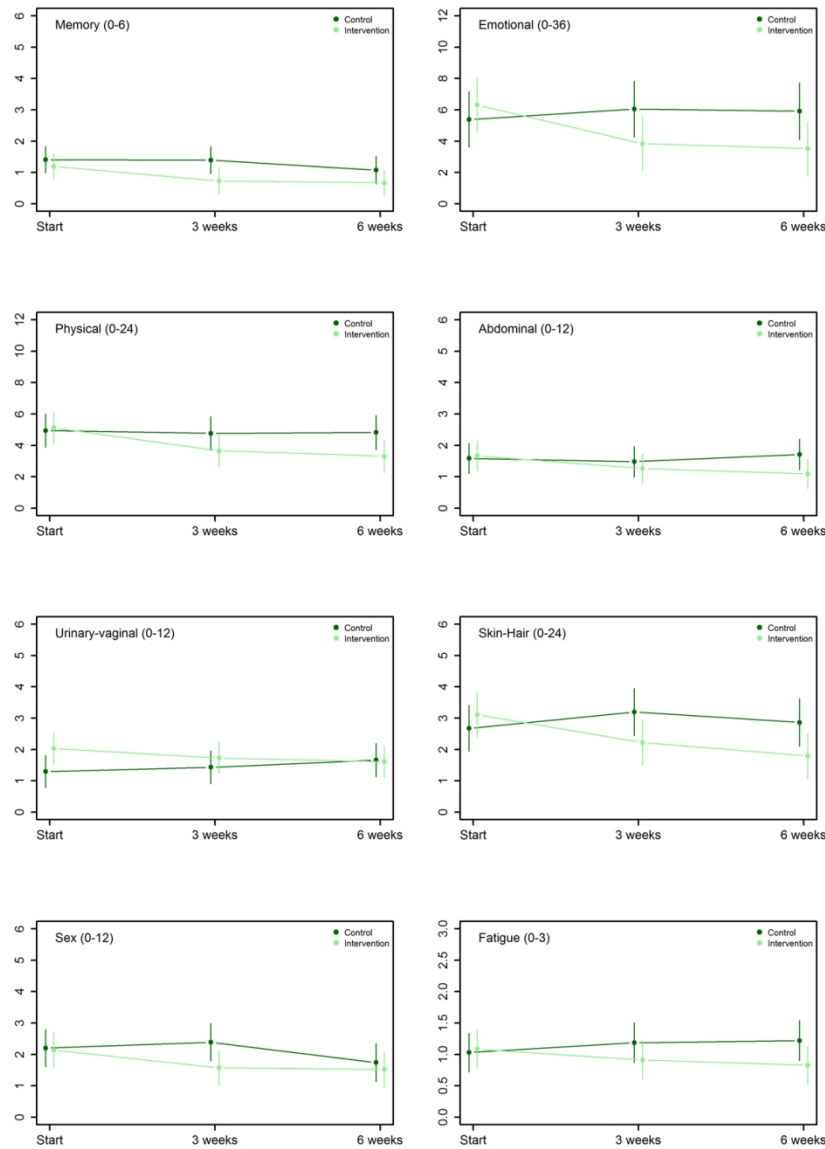 Memory (0-6)
Control
Intervention
6
5
4
3
2
1
0
Start
3 weeks
6 weeks
Emotional (0-36)
Control
Intervention
12
10
8
6
4
2
0
Start
3 weeks
6 weeks
Physical (0-24)
Control
Intervention
12
10
8
6
4
2
0
Start
3 weeks
6 weeks
Abdominal (0-12)
Control
Intervention
6
5
4
3
2
1
0
Start
3 weeks
6 weeks
Urinary-vaginal (0-12)
Control
Intervention
6
5
4
3
2
1
0
Start
3 weeks
6 weeks
Skin-Hair (0-24)
Control
Intervention
6
5
4
3
2
1
0
Start
3 weeks
6 weeks
Sex (0-12)
Control
Intervention
6
5
4
3
2
1
0
Start
3 weeks
6 weeks
Fatigue (0-3)
Control
Intervention
3.0
2.5
2.0
1.5
1.0
0.5
0.0
Start
3 weeks
6 weeks